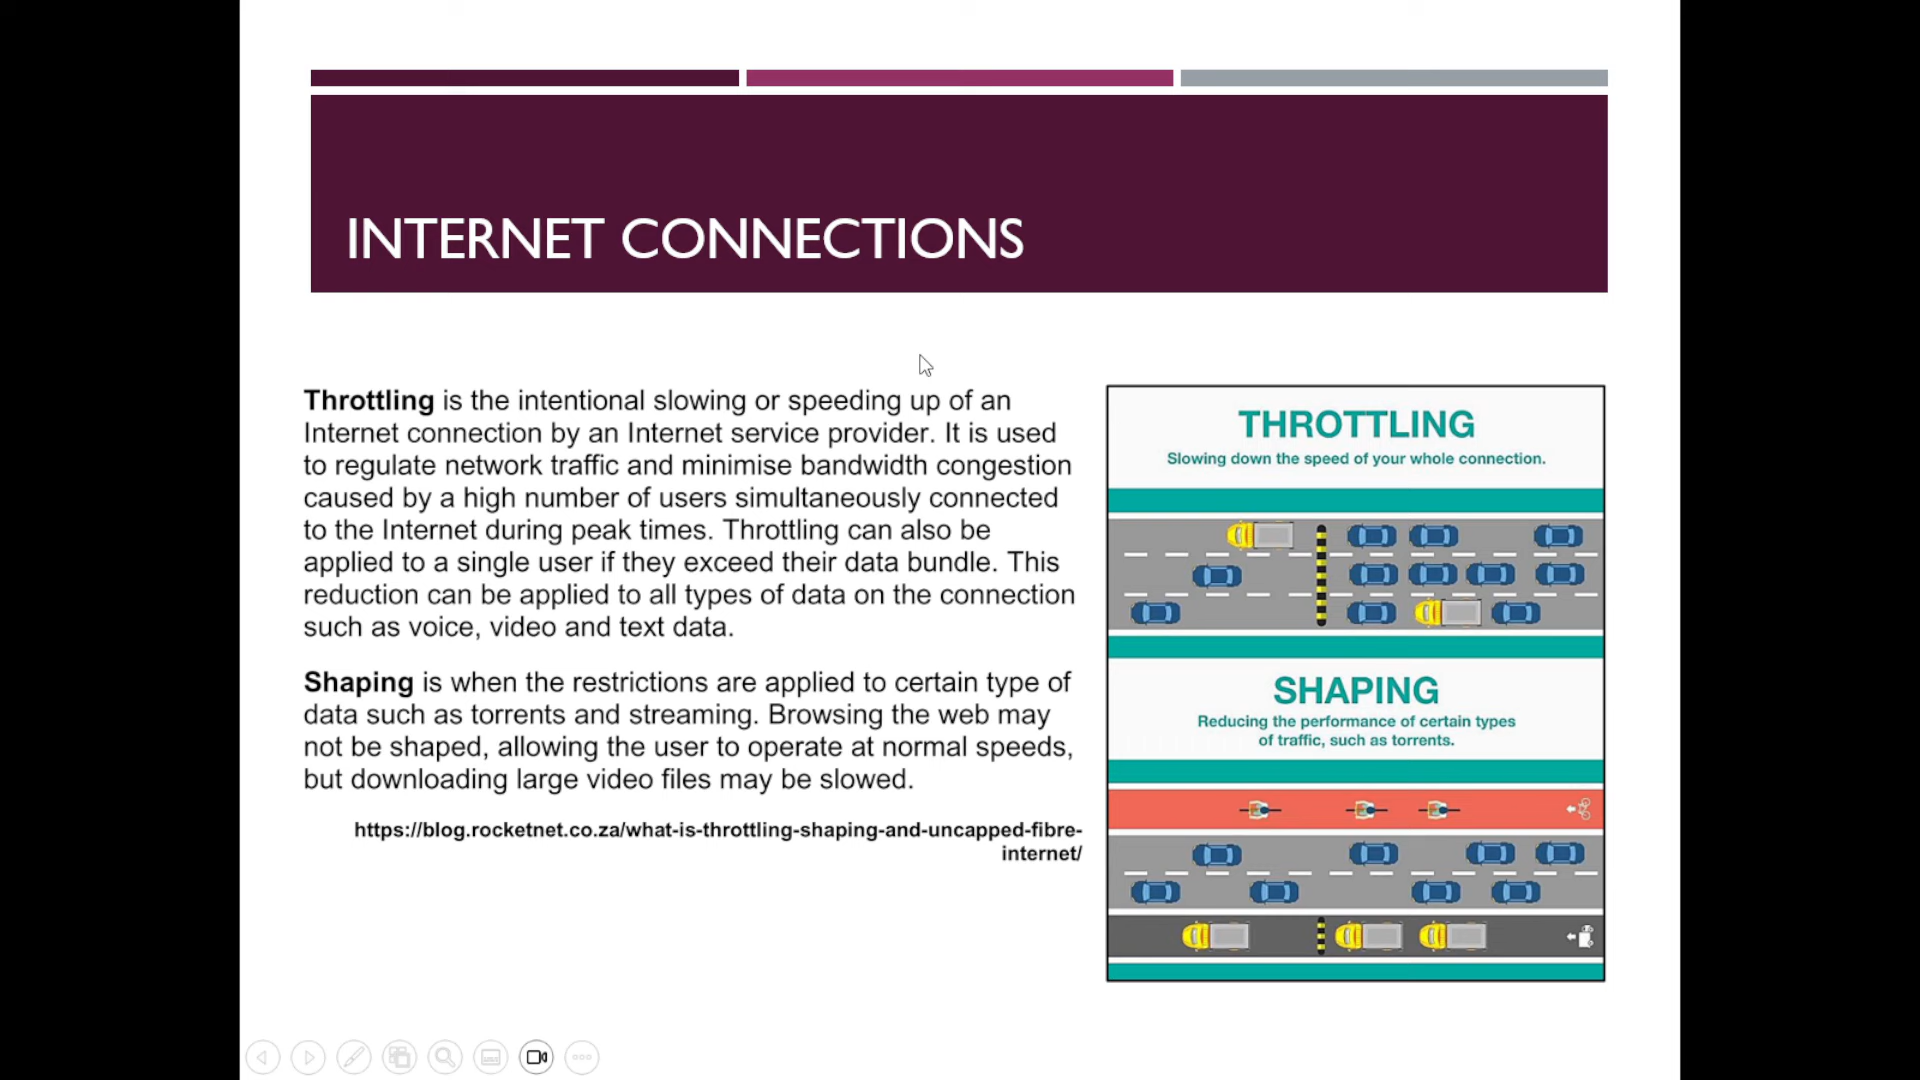 INTERNET CONNECTIONS
Throttling is the intentional slowing or speeding up of an
Internet connection by an Internet service provider. It is used
to regulate network traffic and minimise bandwidth congestion
caused by a high number of users simultaneously connected
to the Internet during peak times. Throttling can also be
applied to a single user if they exceed their data bundle. This
reduction can be applied to all types of data on the connection
such as voice, video and text data.
Shaping is when the restrictions are applied to certain type of
data such as torrents and streaming. Browsing the web may
not be shaped, allowing the user to operate at normal speeds,
but downloading large video files may be slowed.
https://blog.rocketnet.co.za/what-is-throttling-shaping-and-uncapped-fibre-
internet/
THROTTLING
Slowing down the speed of your whole connection.
SHAPING
Reducing the performance of certain types
of traffic, such as torrents.